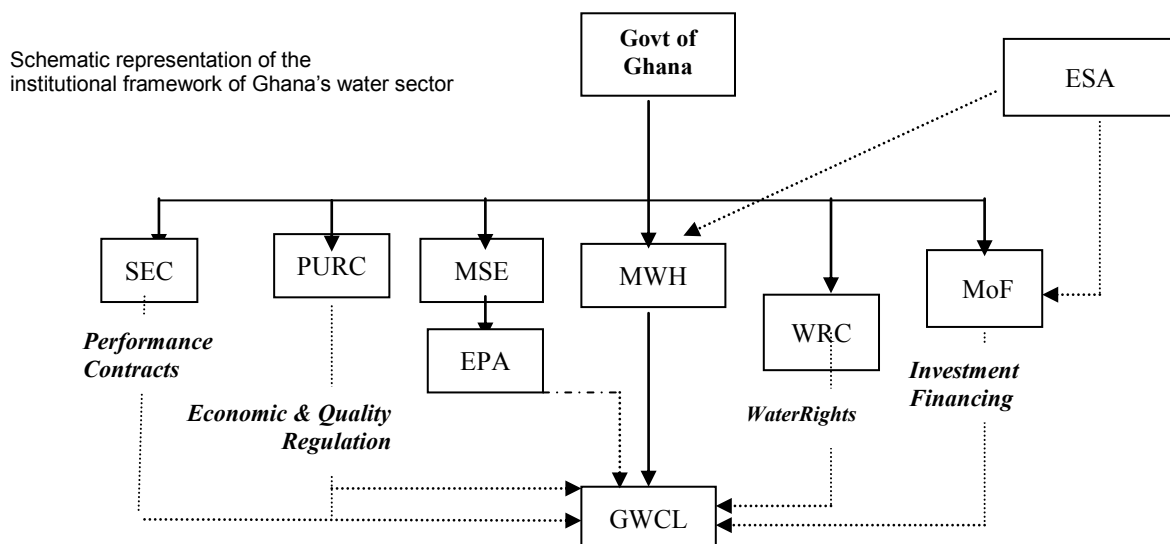 Schematic representation of the
institutional framework of Ghana's water sector
Govt of
Ghana
ESA
SEC
PURC
MSE
MWH
WRC
MoF
EPA
Performance
Contracts
Economic & Quality
Regulation
WaterRights
Investment
Financing
GWCL